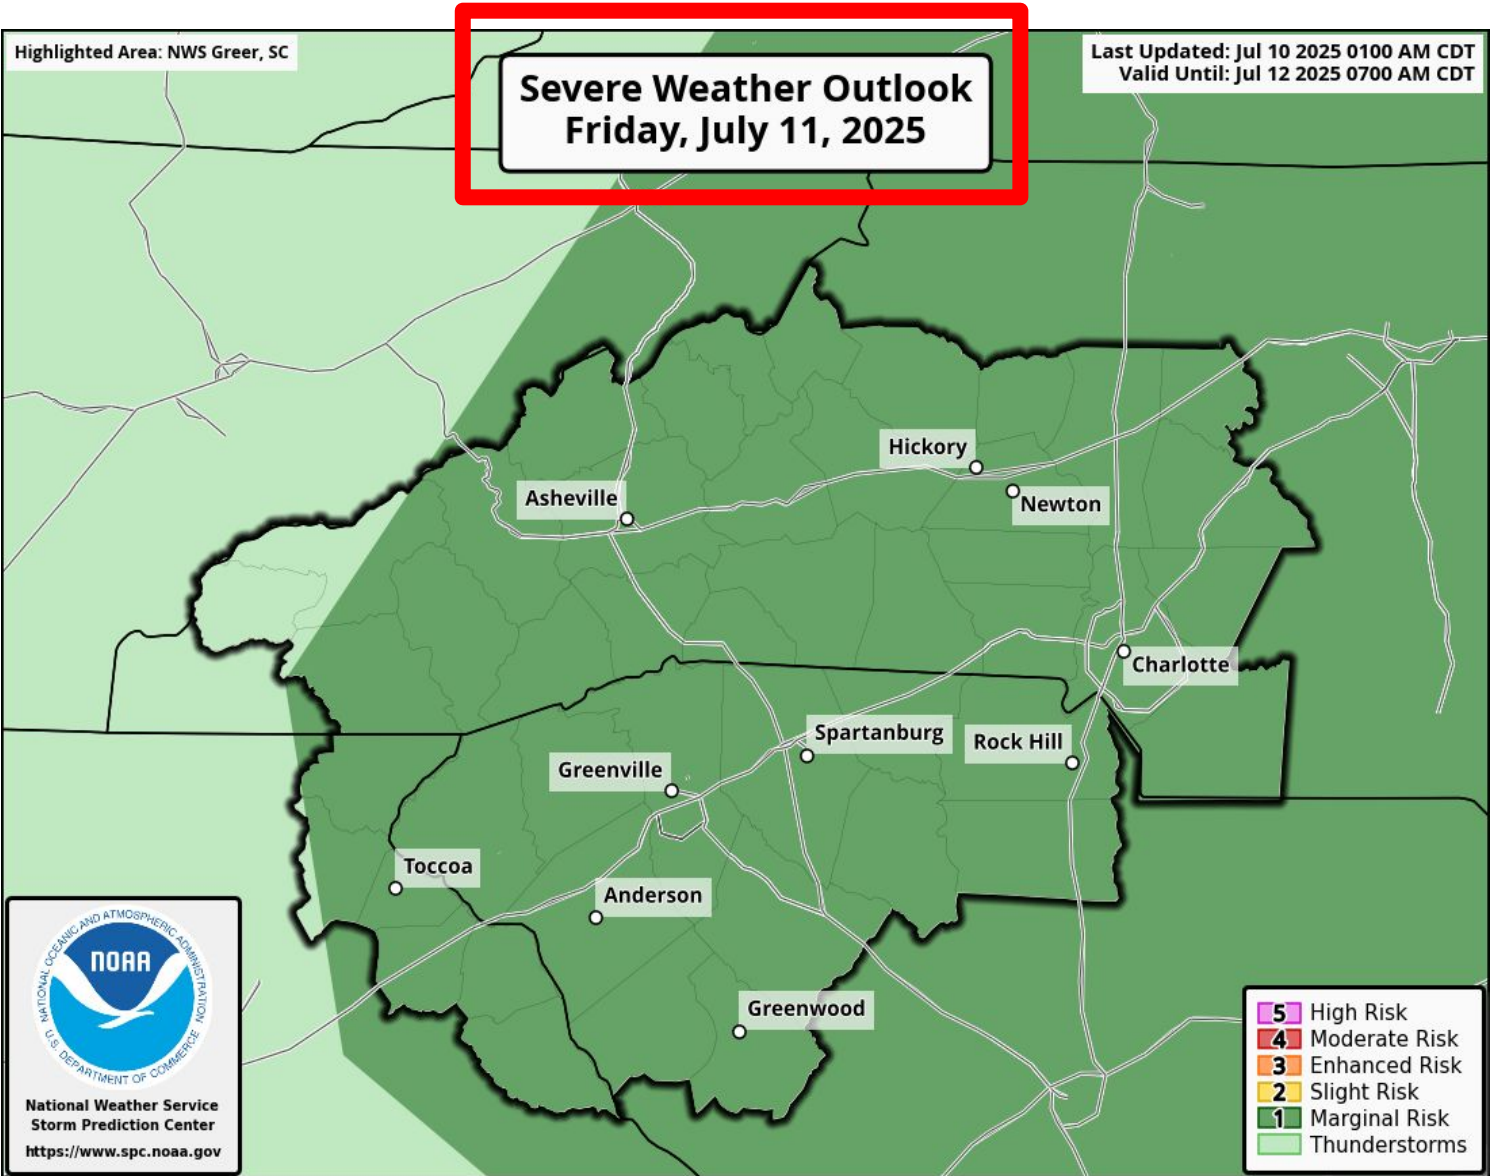 Highlighted Area: NWS Greer, SC
Severe Weather Outlook
Friday, July 11, 2025
Last Updated: Jul 10 2025 0100 AM CDT
Valid Until: Jul 12 2025 0700 AM CDT
Hickory
Asheville
Newton
Charlotte
Spartanburg
Rock Hill
Greenville
Toccoa
Anderson
Greenwood
NATIONAL OCEANIC AND ATMOSPHERIC ADMINISTRATION
NOAA
U.S. DEPARTMENT OF COMMERCE
National Weather Service
Storm Prediction Center
https://www.spc.noaa.gov
5 High Risk
4 Moderate Risk
3 Enhanced Risk
2 Slight Risk
1 Marginal Risk
Thunderstorms